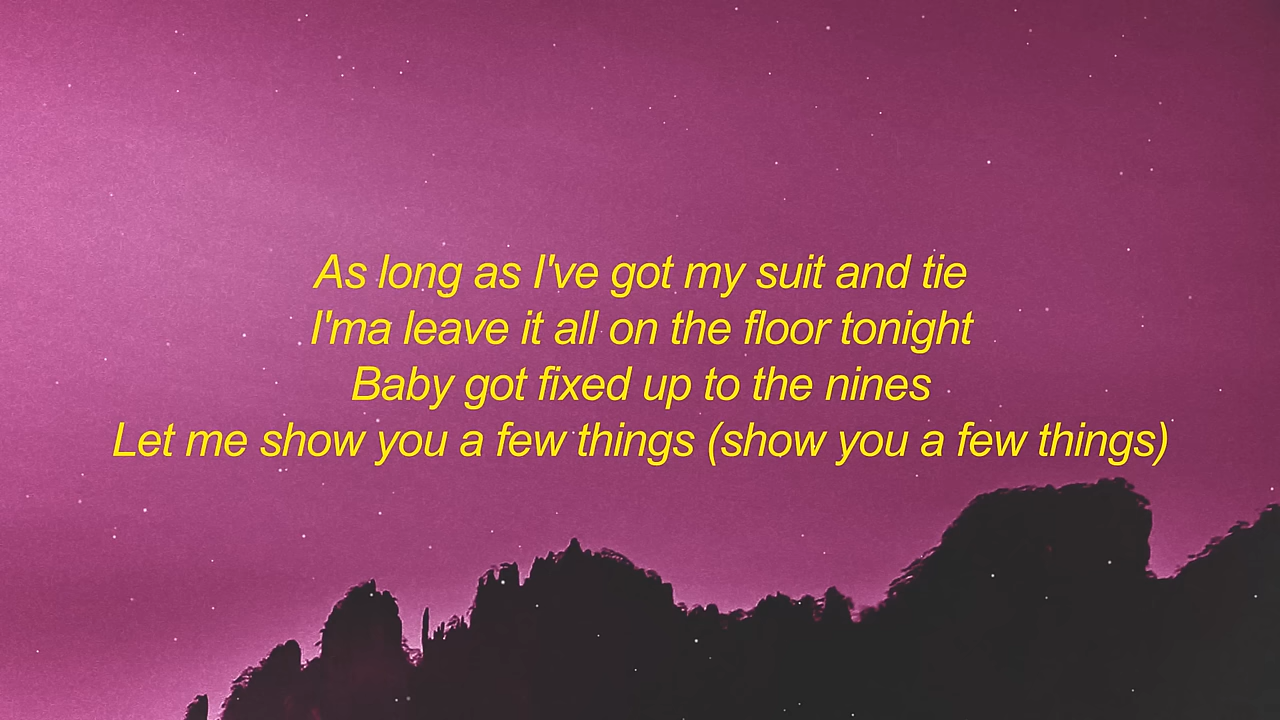 As long as I've got my suit and tie
I'ma leave it all on the floor tonight
Baby got fixed up to the nines
Let me show you a few things (show you a few things)